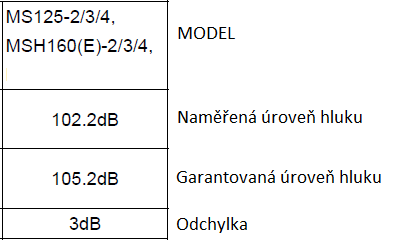 MS125-2/3/4,
MSH160(E)-2/3/4,
MODEL
102.2dB
Naměřená úroveň hluku
105.2dB
Garantovaná úroveň hluku
3dB
Odchylka